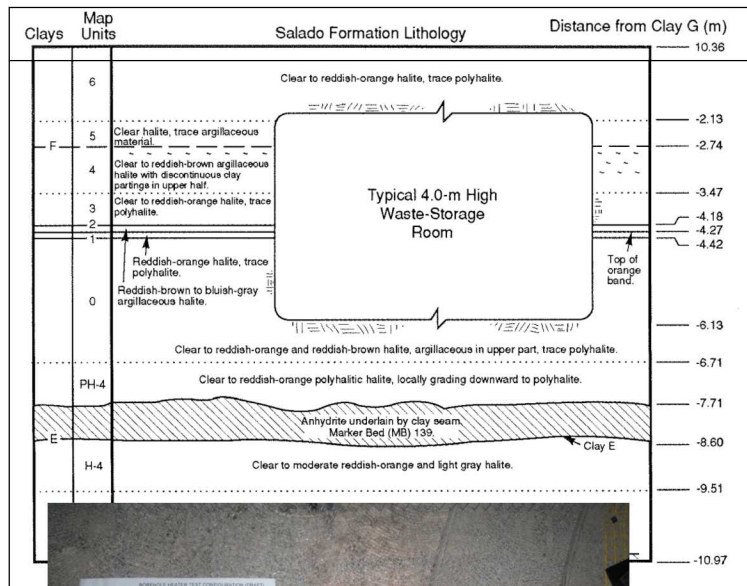 Clays
Map
Units
Salado Formation Lithology
Distance from Clay G (m)
10.36
6
Clear to reddish-orange halite, trace polyhalite.
-2.13
5
Clear halite, trace argillaceous
material.
F
-2.74
4
Clear to reddish-brown argillaceous
halite with discontinuous clay
partings in upper half.
Typical 4.0-m High
Waste-Storage
Room
-3.47
3
Clear to reddish-orange halite, trace
polyhalite.
-4.18
2
-4.27
1
-4.42
Reddish-orange halite, trace
polyhalite.
Top of
orange
band.
Reddish-brown to bluish-gray
argillaceous halite.
0
-6.13
Clear to reddish-orange and reddish-brown halite, argillaceous in upper part, trace polyhalite.
-6.71
PH-4
Clear to reddish-orange polyhalitic halite, locally grading downward to polyhalite.
-7.71
Anhydrite underlain by clay seam.
Marker Bed (MB) 139.
E
Clay E
-8.60
H-4
Clear to moderate reddish-orange and light gray halite.
-9.51
BOREHOLE HEATER TEST CONFIGURATION (DRAFT)
-10.97